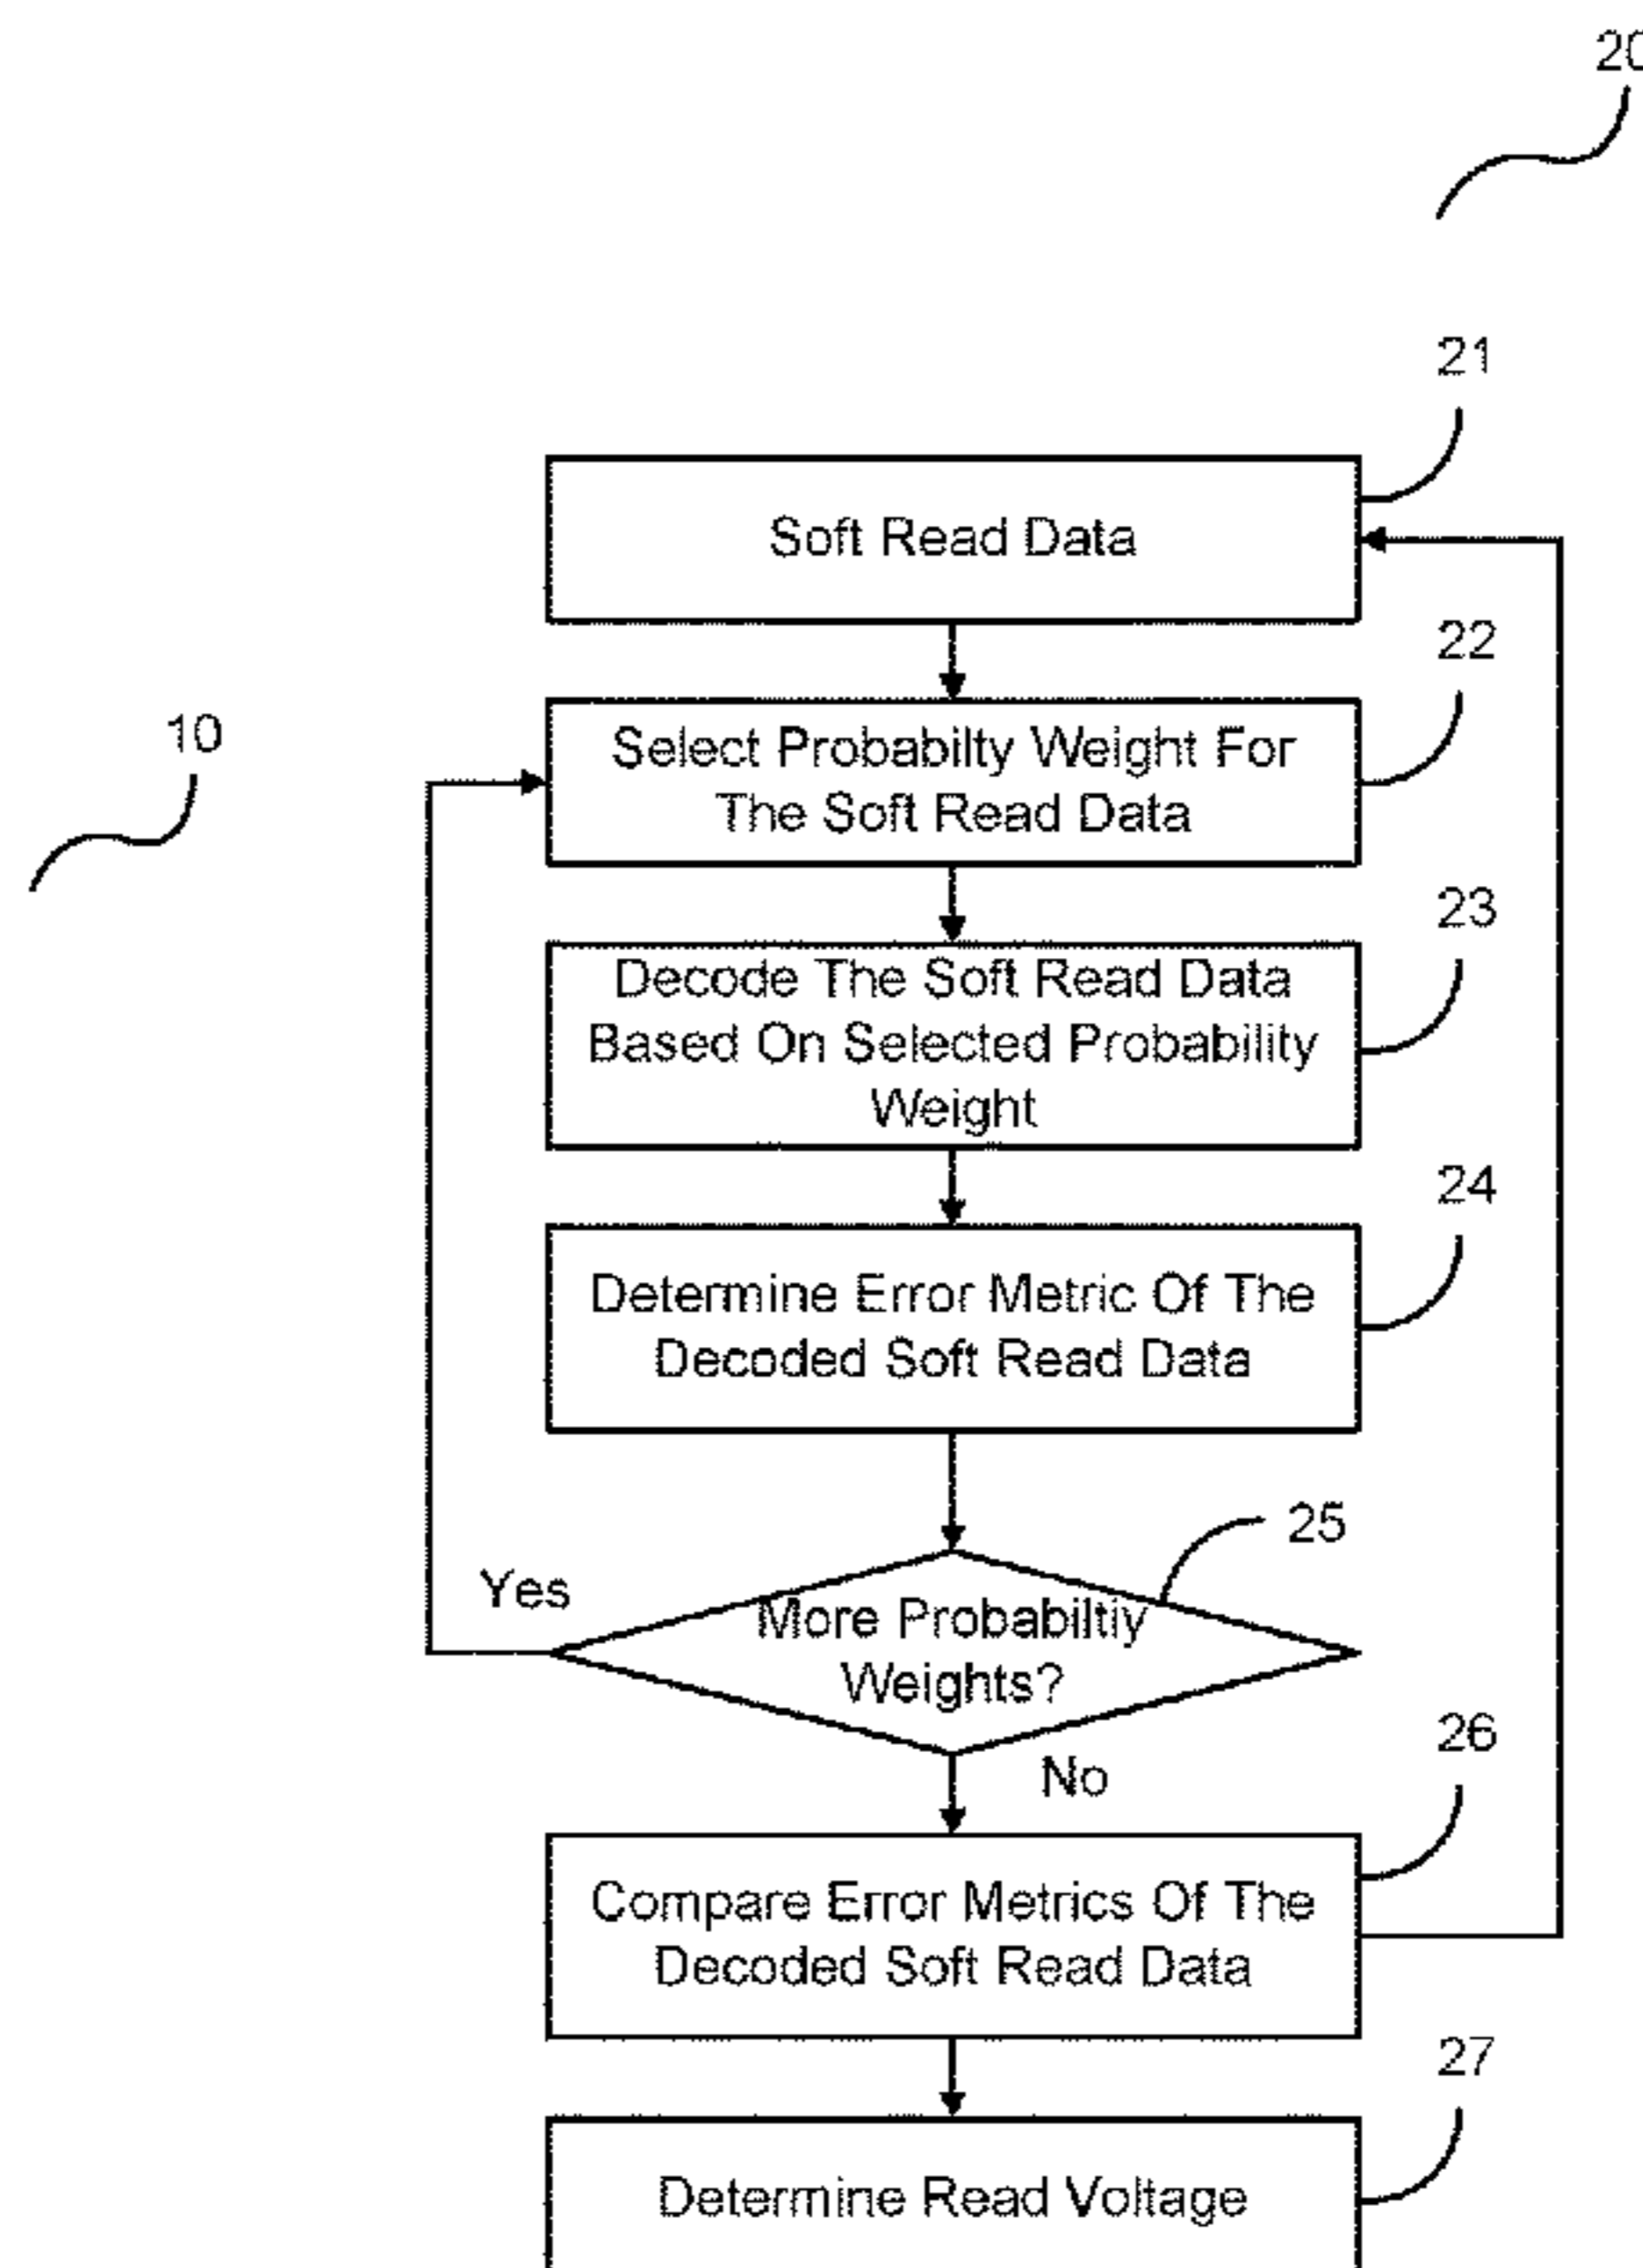 20
21
Soft Read Data
22
10
Select Probabilty Weight For
The Soft Read Data
23
Decode The Soft Read Data
Based On Selected Probability
Weight
24
Determine Error Metric Of The
Decoded Soft Read Data
25
Yes
More Probabiltiy
Weights?
26
No
Compare Error Metrics Of The
Decoded Soft Read Data
27
Determine Read Voltage